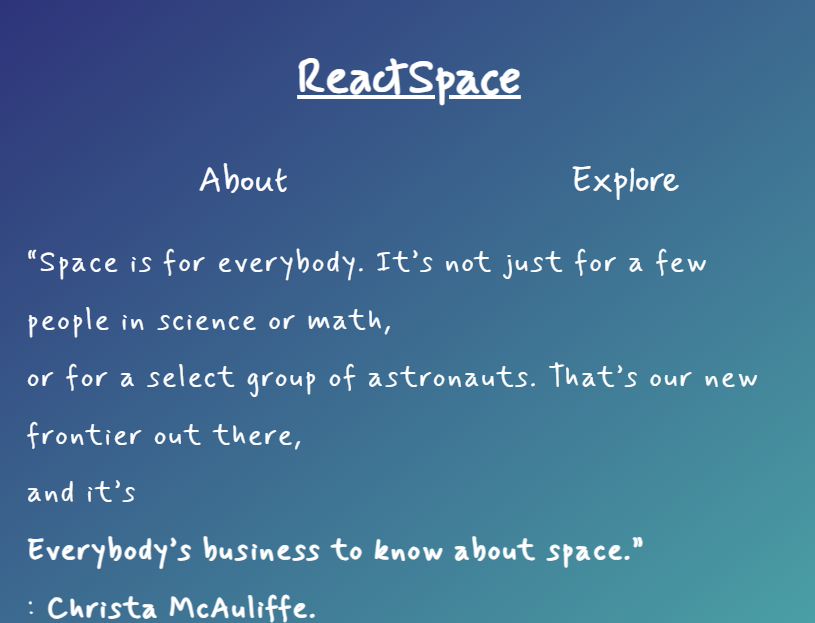 ReactSpace
About Explore
“Space is for everybody. It’s not just for a few
people in science or math,
or for a select group of astronauts. That’s our new
frontier out there,
and it’s
Everybody’s business to know about space.”
: Christa McAuliffe.